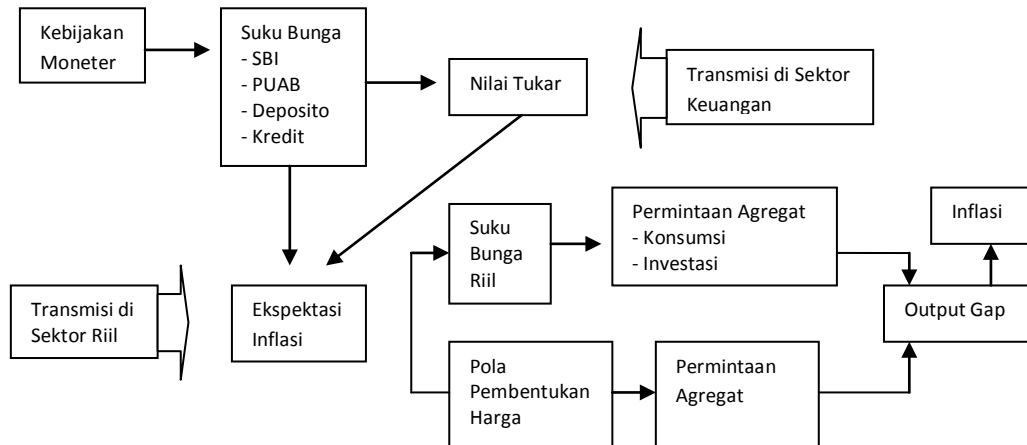 Kebijakan
Moneter
Suku Bunga
- SBI
- PUAB
- Deposito
- Kredit
Nilai Tukar
Transmisi di Sektor
Keuangan
Transmisi di
Sektor Riil
Ekspektasi
Inflasi
Suku
Bunga
Riil
Permintaan Agregat
- Konsumsi
- Investasi
Inflasi
Output Gap
Pola
Pembentukan
Harga
Permintaan
Agregat